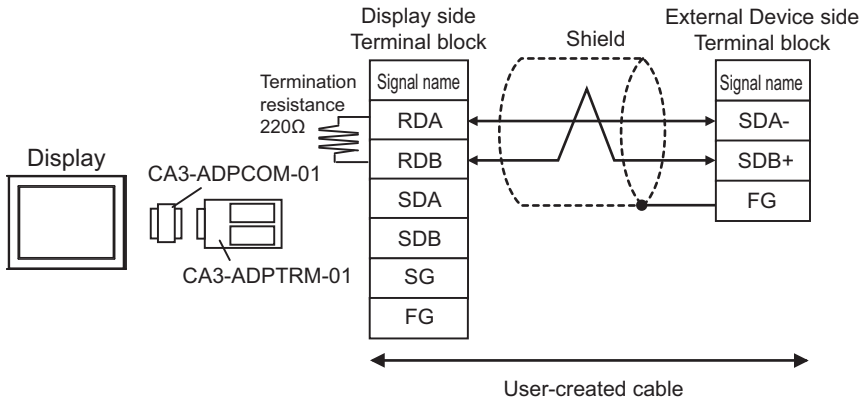 Display side
Terminal block
Shield
External Device side
Terminal block
Termination
resistance
220Ω
Signal name
Signal name
RDA
SDA-
RDB
SDB+
SDA
FG
SDB
SG
FG
Display
CA3-ADPCOM-01
CA3-ADPTRM-01
User-created cable